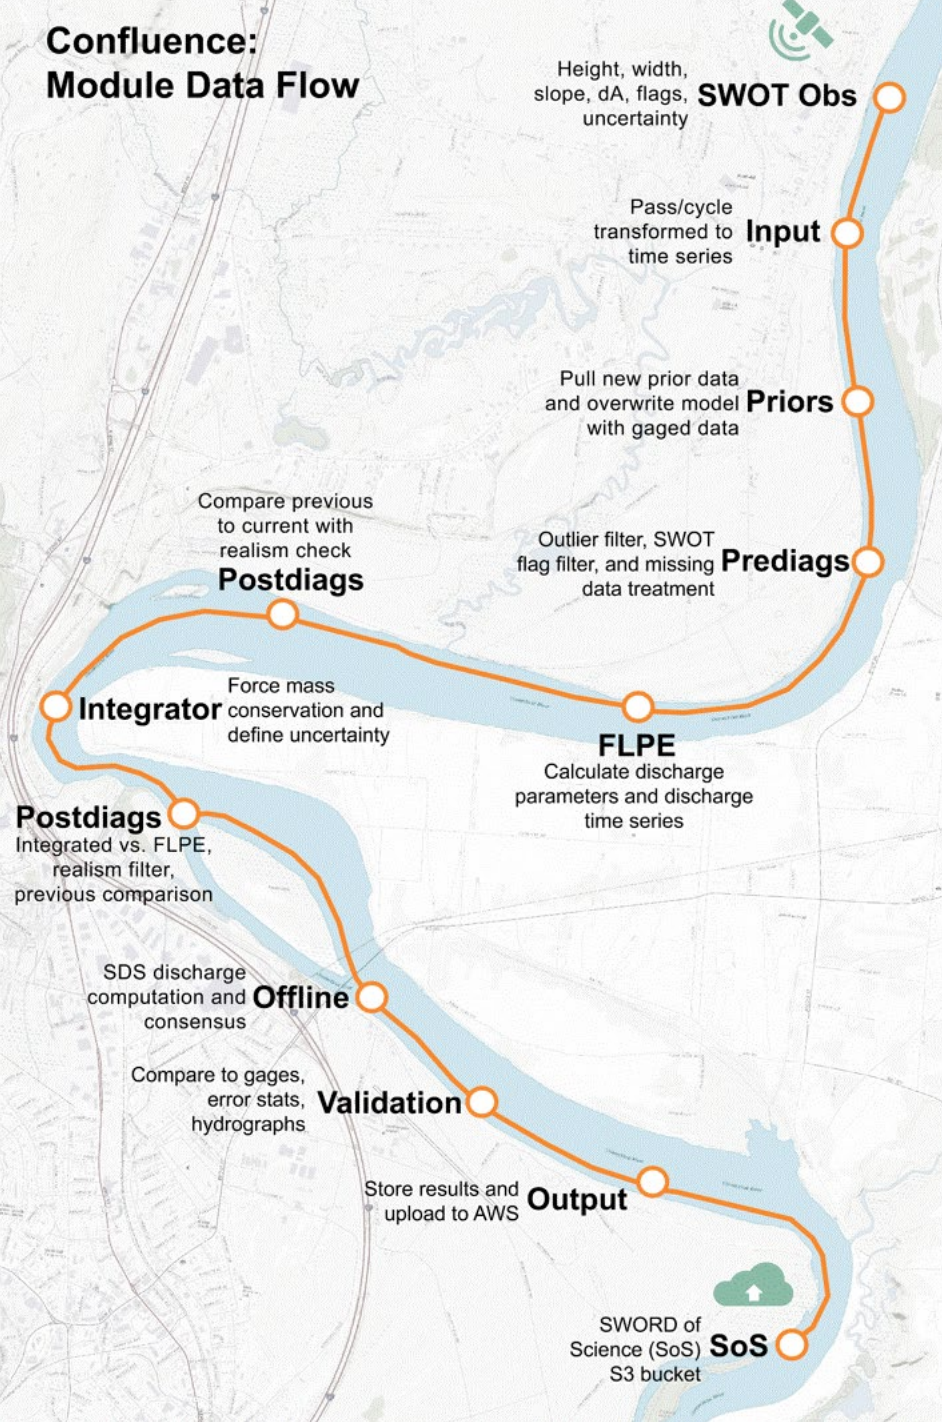 Confluence:
Module Data Flow
Height, width,
slope, dA, flags,
uncertainty
SWOT Obs
Pass/cycle
transformed to
time series
Input
Pull new prior data
and overwrite model
with gaged data
Priors
Outlier filter, SWOT
flag filter, and missing
data treatment
Prediags
FLPE
Calculate discharge
parameters and discharge
time series
Compare previous
to current with
realism check
Postdiags
Integrator
Force mass
conservation and
define uncertainty
Postdiags
Integrated vs. FLPE,
realism filter,
previous comparison
SDS discharge
computation and
consensus
Offline
Compare to gages,
error stats,
hydrographs
Validation
Store results and
upload to AWS
Output
SWORD of
Science (SoS)
S3 bucket
SoS